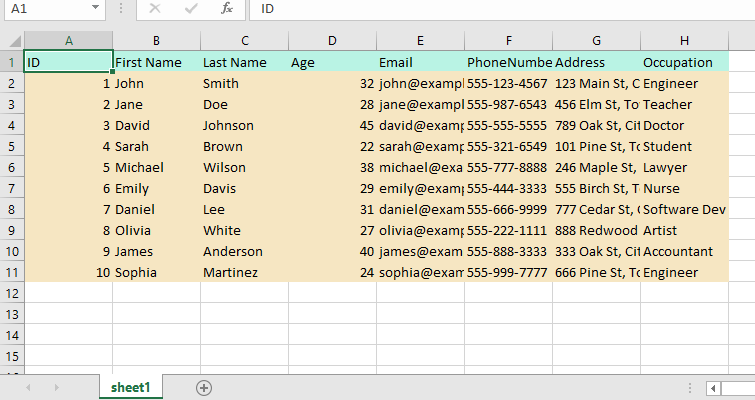 A1 fx ID
A B C D E F G H
1 ID First Name Last Name Age Email PhoneNumbe Address Occupation
2 1 John Smith 32 john@exampl 555-123-4567 123 Main St, C Engineer
3 2 Jane Doe 28 jane@exampl 555-987-6543 456 Elm St, To Teacher
4 3 David Johnson 45 david@examp 555-555-5555 789 Oak St, Cit Doctor
5 4 Sarah Brown 22 sarah@examp 555-321-6549 101 Pine St, To Student
6 5 Michael Wilson 38 michael@exa 555-777-8888 246 Maple St, Lawyer
7 6 Emily Davis 29 emily@examp 555-444-3333 555 Birch St, T Nurse
8 7 Daniel Lee 31 daniel@exam 555-666-9999 777 Cedar St, Software Dev
9 8 Olivia White 27 olivia@examp 555-222-1111 888 Redwood Artist
10 9 James Anderson 40 james@exam 555-888-3333 333 Oak St, Cit Accountant
11 10 Sophia Martinez 24 sophia@exam 555-999-7777 666 Pine St, To Engineer
12
13
14
15
sheet1